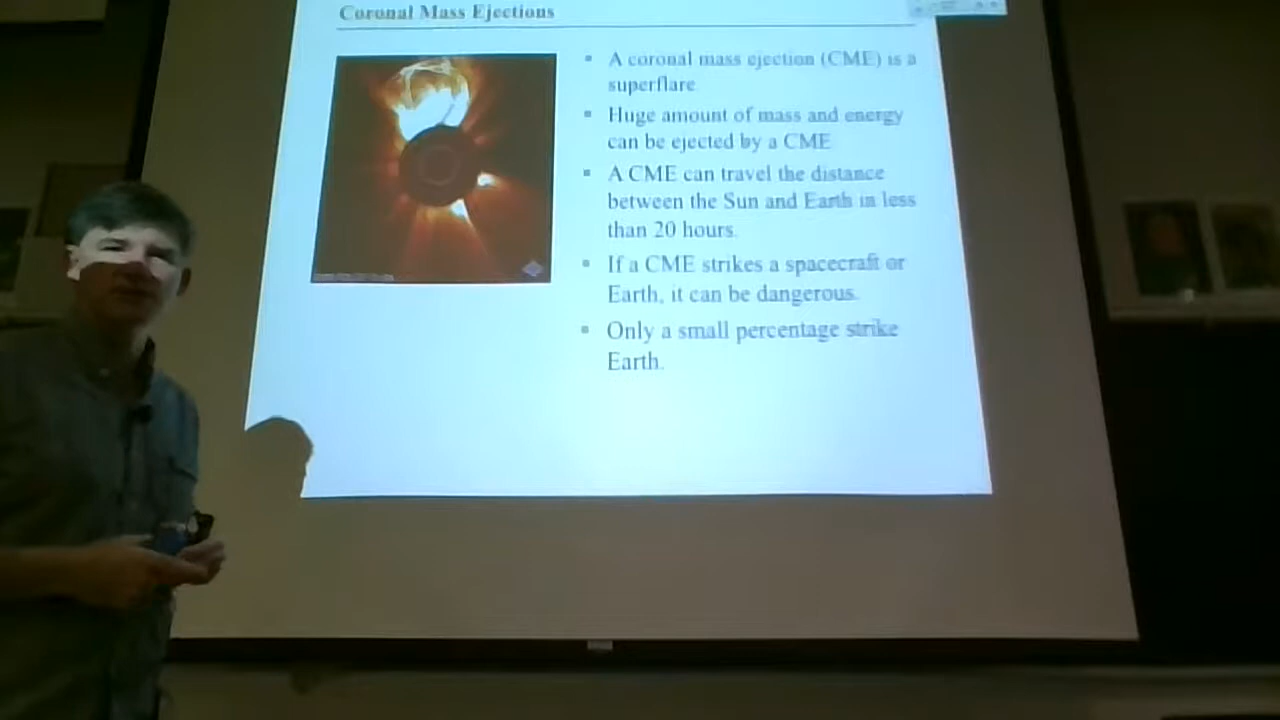 Coronal Mass Ejections
▪ A coronal mass ejection (CME) is a
superflare.
▪ Huge amount of mass and energy
can be ejected by a CME
▪ A CME can travel the distance
between the Sun and Earth in less
than 20 hours.
▪ If a CME strikes a spacecraft or
Earth, it can be dangerous.
▪ Only a small percentage strike
Earth.